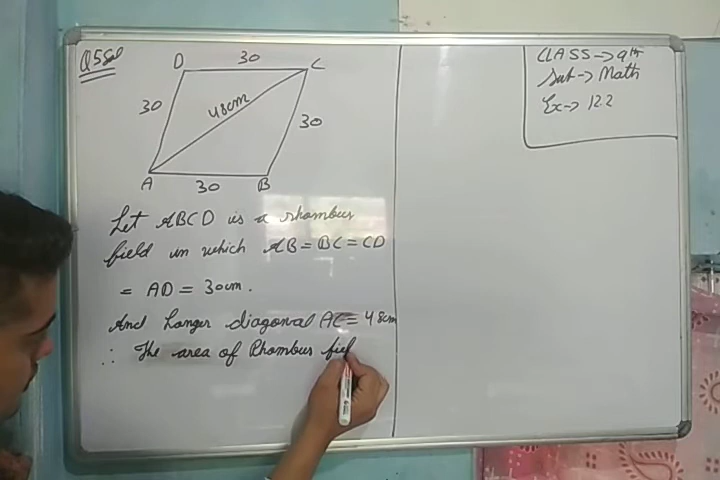 Q5 Sol
D 30 C
30
48cm
30
A 30 B
Let ABCD is a rhombus
field in which AB = BC = CD
= AD = 30cm.
And Longer diagonal AC = 48cm
∴ The area of Rhombus fiel
CLASS → 9th
Sub → Math
Ex → 12.2